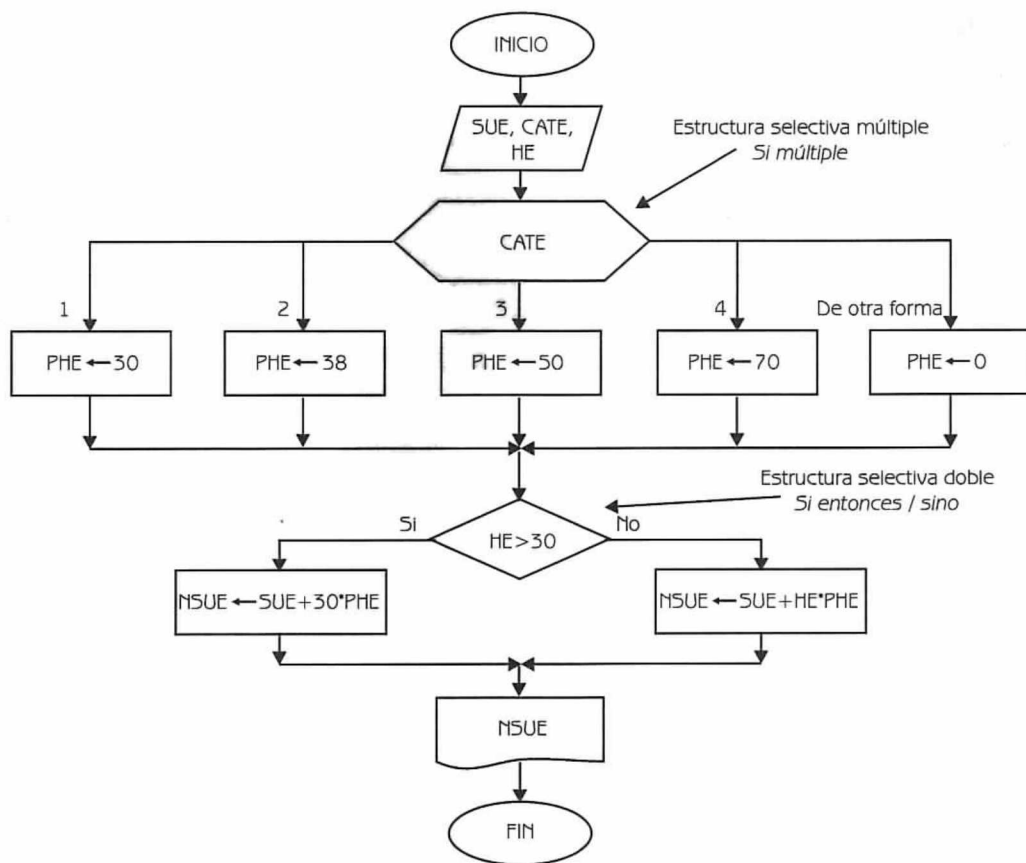 INICIO
SUE, CATE,
HE
Estructura selectiva múltiple
Si múltiple
CATE
1
2
3
4
De otra forma
PHE ← 30
PHE ← 38
PHE ← 50
PHE ← 70
PHE ← 0
Estructura selectiva doble
Si entonces / sino
Si
HE>30
No
NSUE ← SUE+30*PHE
NSUE ← SUE+HE*PHE
NSUE
FIN